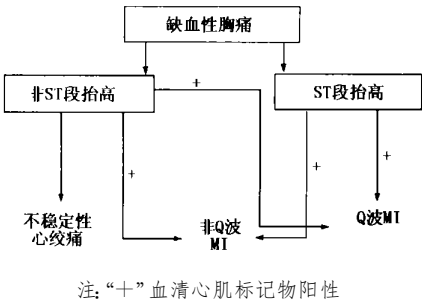 缺血性胸痛
非ST段抬高
+
ST段抬高
+
+
+
不稳定性
心绞痛
非Q波
MI
Q波MI
注:“+”血清心肌标记物阳性